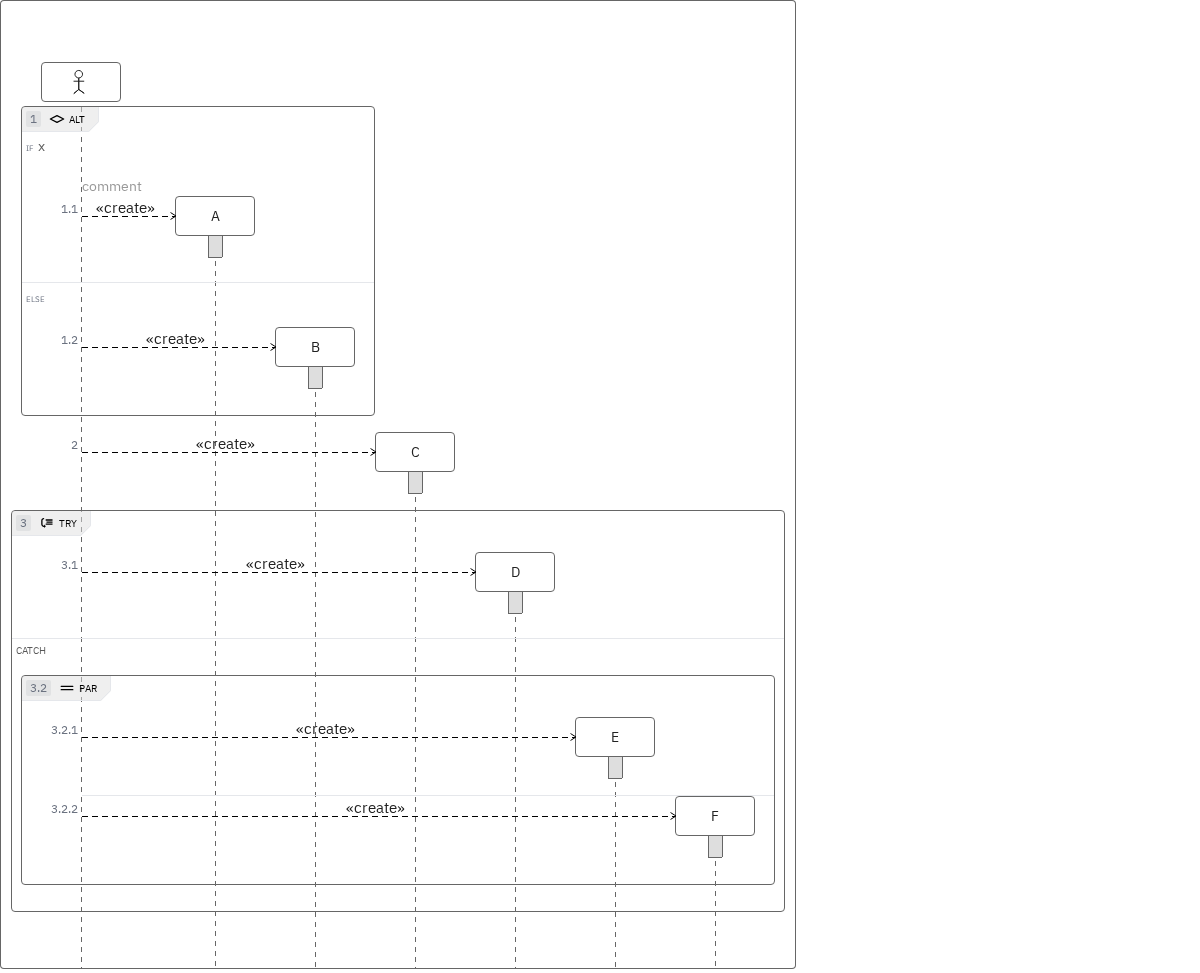 1 ALT
IF X
comment
1.1 «create» A
ELSE
1.2 «create» B
2 «create» C
3 TRY
3.1 «create» D
CATCH
3.2 PAR
3.2.1 «create» E
3.2.2 «create» F